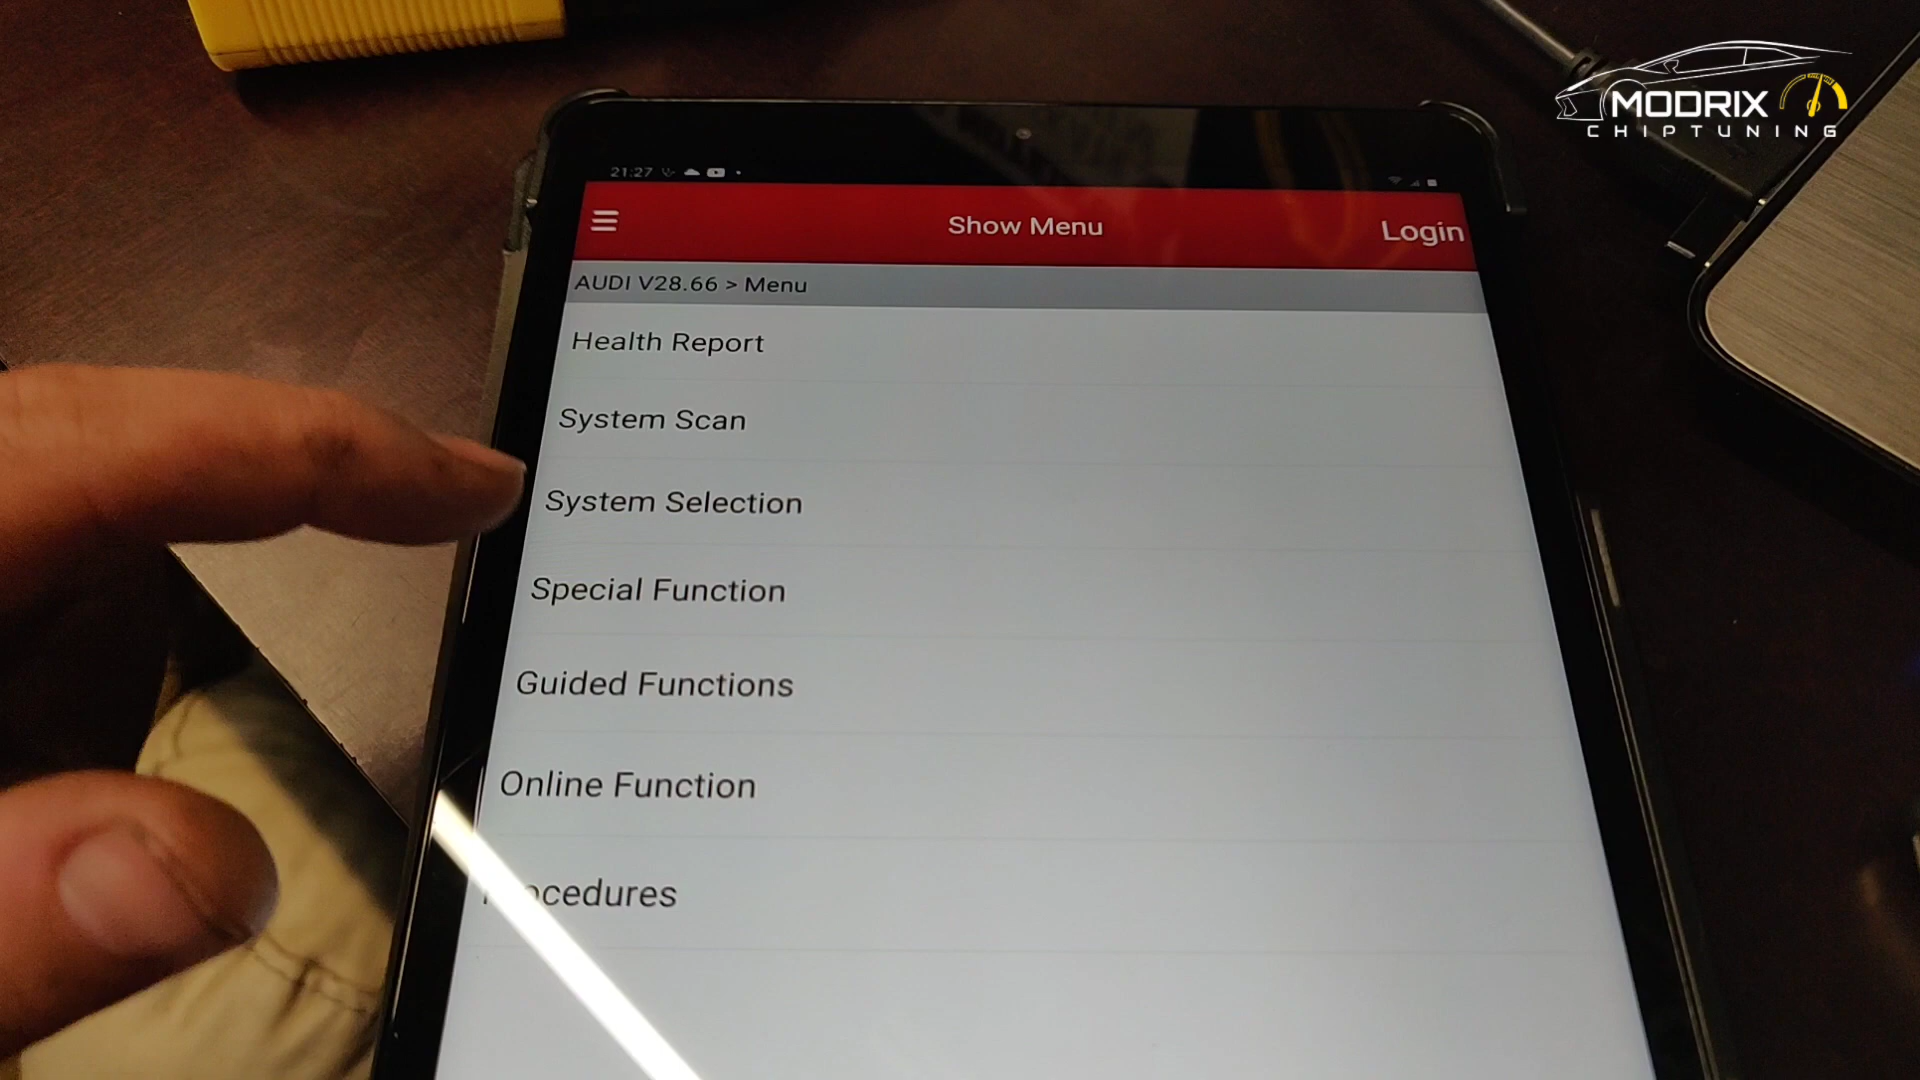 MODRIX
CHIPTUNING
21:27
Show Menu
Login
AUDI V28.66 > Menu
Health Report
System Scan
System Selection
Special Function
Guided Functions
Online Function
Procedures